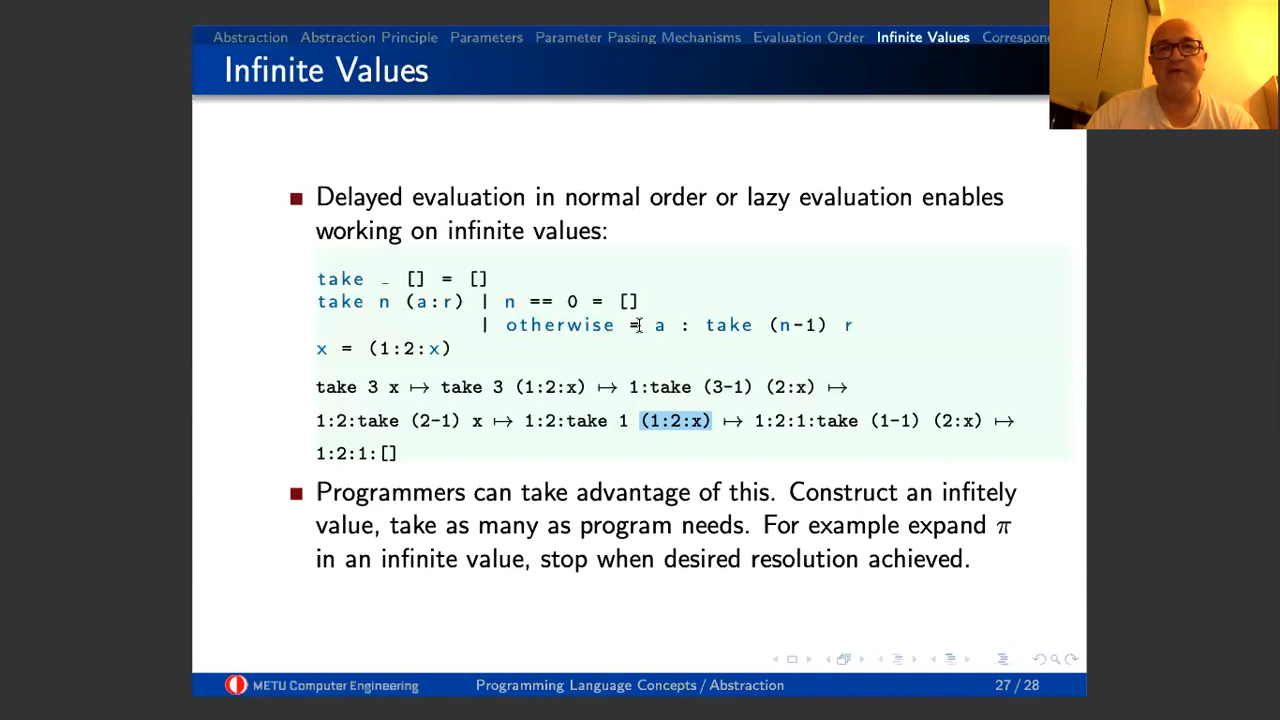 Abstraction Abstraction Principle Parameters Parameter Passing Mechanisms Evaluation Order Infinite Values Correspon
Infinite Values
Delayed evaluation in normal order or lazy evaluation enables
working on infinite values:
take _ [] = []
take n (a:r) | n == 0 = []
| otherwise = a : take (n-1) r
x = (1:2:x)
take 3 x ↦ take 3 (1:2:x) ↦ 1:take (3-1) (2:x) ↦
1:2:take (2-1) x ↦ 1:2:take 1 (1:2:x) ↦ 1:2:1:take (1-1) (2:x) ↦
1:2:1:[]
Programmers can take advantage of this. Construct an infitely
value, take as many as program needs. For example expand π
in an infinite value, stop when desired resolution achieved.
METU Computer Engineering Programming Language Concepts / Abstraction 27 / 28